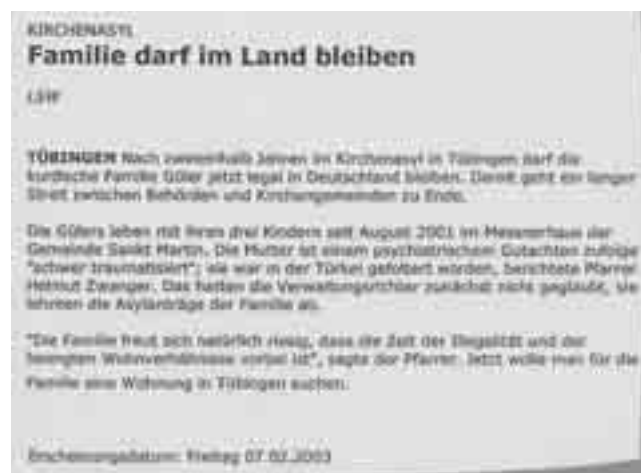 KIRCHENASYL
Familie darf im Land bleiben
LSW
TÜBINGEN Nach zweieinhalb Jahren im Kirchenasyl in Tübingen darf die
kurdische Familie Güler jetzt legal in Deutschland bleiben. Damit geht ein langer
Streit zwischen Behörden und Kirchengemeinden zu Ende.
Die Gülers leben mit ihren drei Kindern seit August 2001 im Messnerhaus der
Gemeinde Sankt Martin. Die Mutter ist einem psychiatrischem Gutachten zufolge
"schwer traumatisiert"; sie war in der Türkei gefoltert worden, berichtete Pfarrer
Helmut Zwanger. Das hatten die Verwaltungsrichter zunächst nicht geglaubt, sie
lehnten die Asylanträge der Familie ab.
"Die Familie freut sich natürlich riesig, dass die Zeit der Illegalität und der
beengten Wohnverhältnisse vorbei ist", sagte der Pfarrer. Jetzt wolle man für die
Familie eine Wohnung in Tübingen suchen.
Erscheinungsdatum: Freitag 07.02.2003